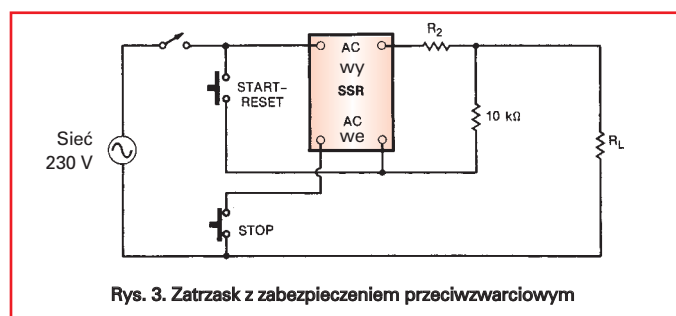 AC
R2
wy
START-
RESET
SSR
10 kΩ
AC
we
RL
Sieć
230 V
STOP
Rys. 3. Zatrzask z zabezpieczeniem przeciwzwarciowym